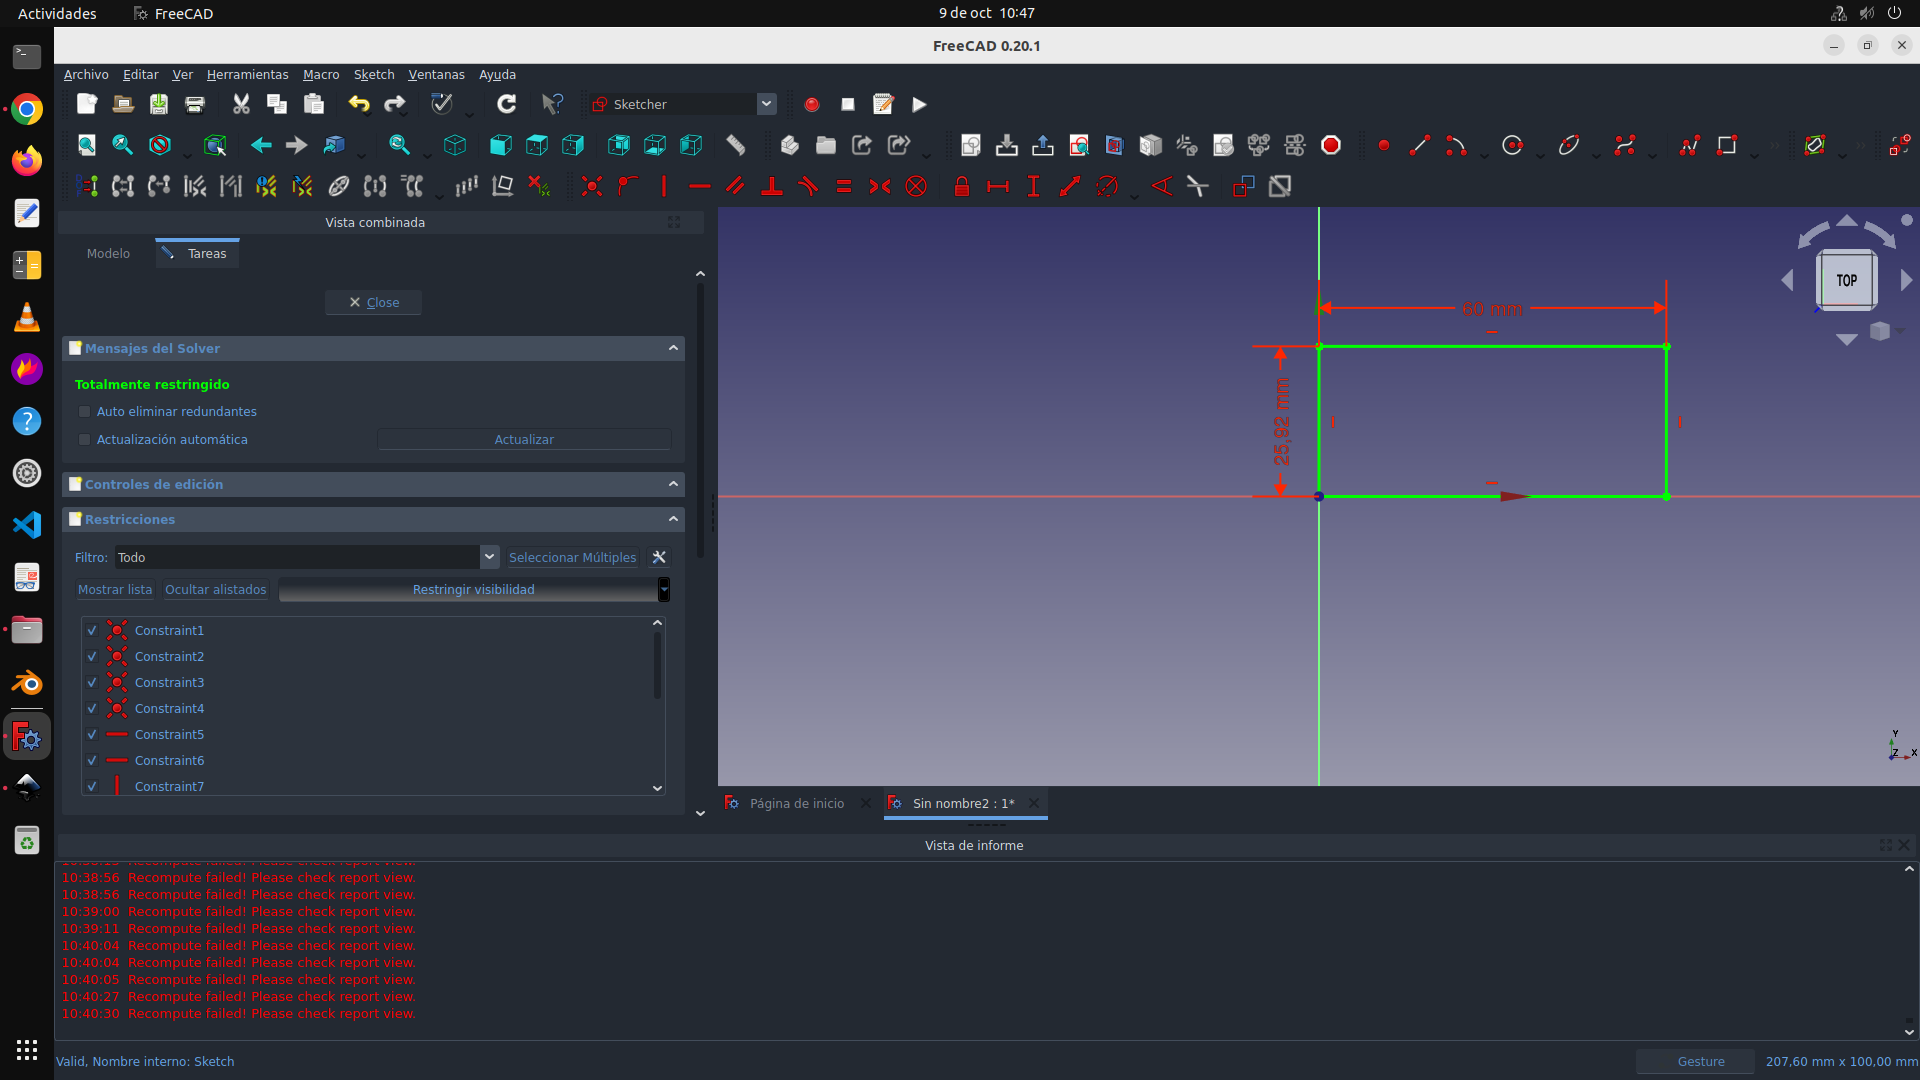 Actividades FreeCAD 9 de oct 10:47
FreeCAD 0.20.1
Archivo Editar Ver Herramientas Macro Sketch Ventanas Ayuda
Sketcher
Vista combinada
Modelo Tareas
Close
Mensajes del Solver
Totalmente restringido
Auto eliminar redundantes
Actualización automática Actualizar
Controles de edición
Restricciones
Filtro: Todo Seleccionar Múltiples
Mostrar lista Ocultar alistados Restringir visibilidad
Constraint1
Constraint2
Constraint3
Constraint4
Constraint5
Constraint6
Constraint7
60 mm
25,92 mm
TOP
Y
Z X
Página de inicio Sin nombre2 : 1*
Vista de informe
10:38:56 Recompute failed! Please check report view.
10:38:56 Recompute failed! Please check report view.
10:39:00 Recompute failed! Please check report view.
10:39:11 Recompute failed! Please check report view.
10:40:04 Recompute failed! Please check report view.
10:40:04 Recompute failed! Please check report view.
10:40:05 Recompute failed! Please check report view.
10:40:27 Recompute failed! Please check report view.
10:40:30 Recompute failed! Please check report view.
Valid, Nombre interno: Sketch Gesture 207,60 mm x 100,00 mm